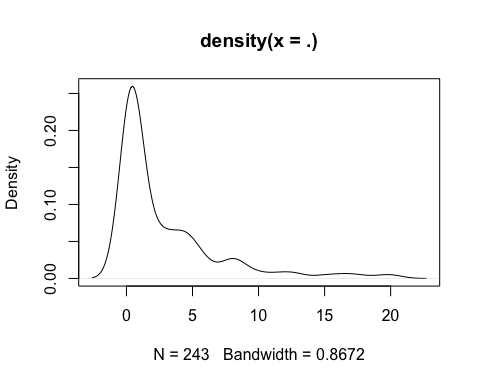 density(x = .)
Density
0.00 0.10 0.20
0 5 10 15 20
N = 243 Bandwidth = 0.8672